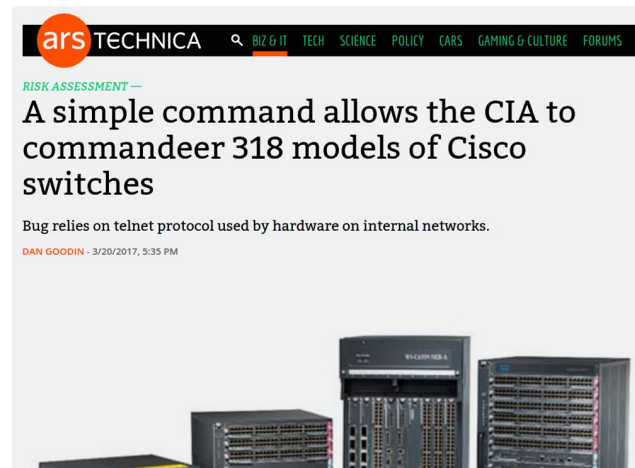 ars TECHNICA
BIZ & IT TECH SCIENCE POLICY CARS GAMING & CULTURE FORUMS
RISK ASSESSMENT —
A simple command allows the CIA to
commandeer 318 models of Cisco
switches
Bug relies on telnet protocol used by hardware on internal networks.
DAN GOODIN - 3/20/2017, 5:35 PM